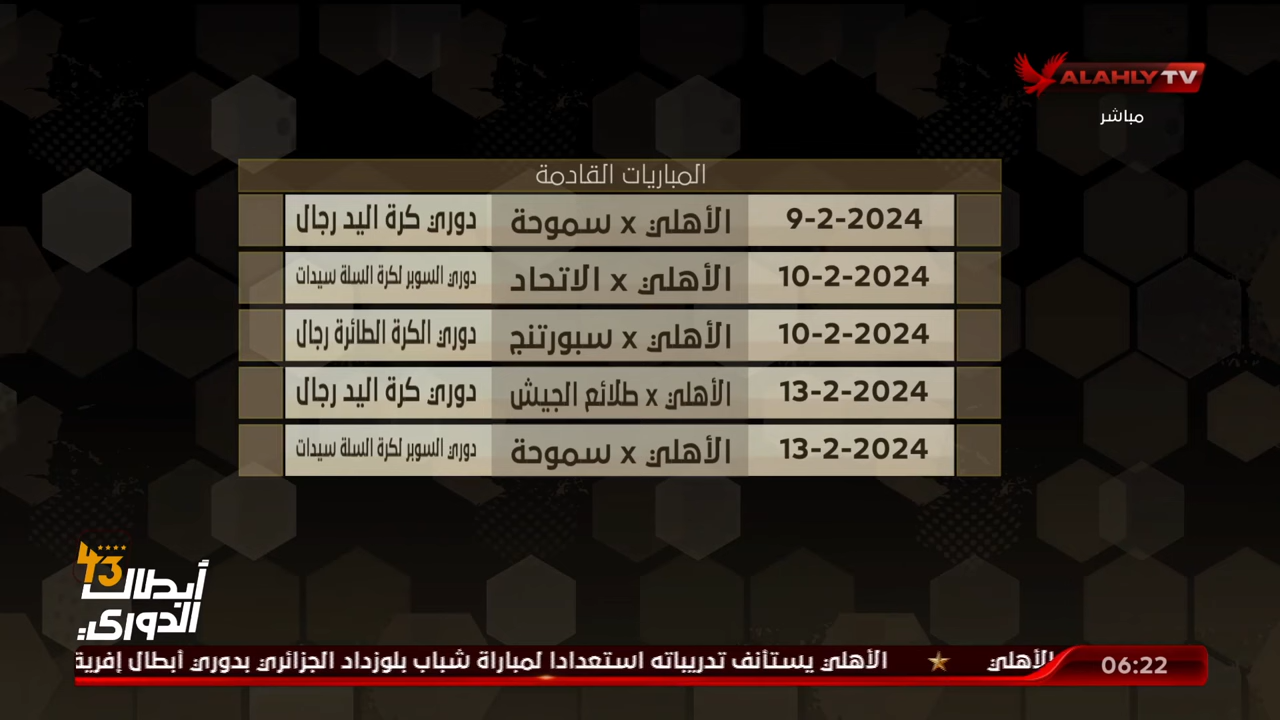 ALAHLY TV
مباشر
المباريات القادمة
9-2-2024 الأهلي x سموحة دوري كرة اليد رجال
10-2-2024 الأهلي x الاتحاد دوري السوبر لكرة السلة سيدات
10-2-2024 الأهلي x سبورتنج دوري الكرة الطائرة رجال
13-2-2024 الأهلي x طلائع الجيش دوري كرة اليد رجال
13-2-2024 الأهلي x سموحة دوري السوبر لكرة السلة سيدات
43
أبطال
الدوري
06:22 الأهلي الأهلي يستأنف تدريباته استعدادا لمباراة شباب بلوزداد الجزائري بدوري أبطال إفريق